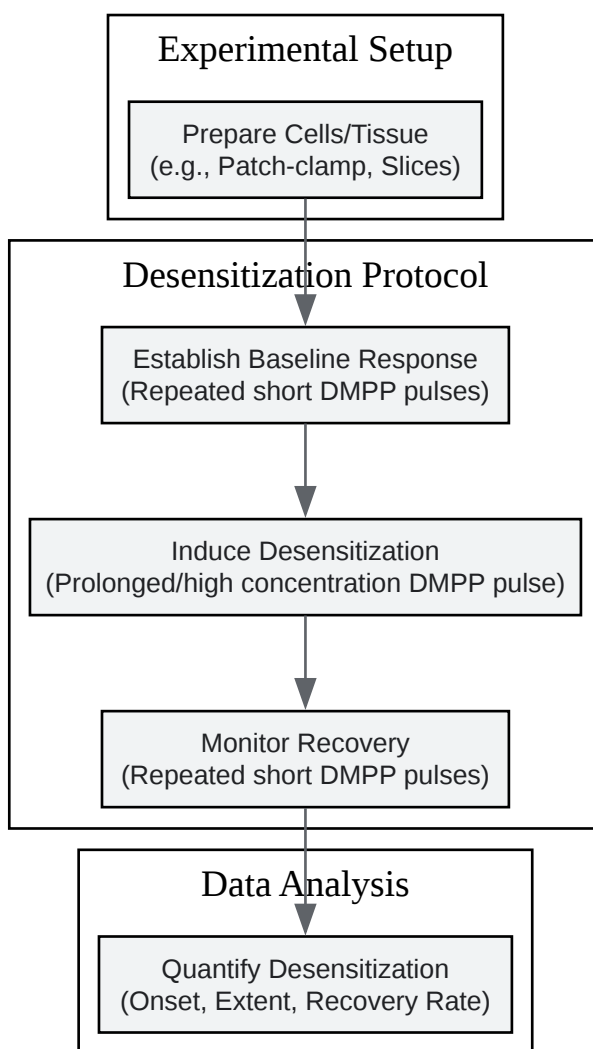 Experimental Setup
Prepare Cells/Tissue
(e.g., Patch-clamp, Slices)
Desensitization Protocol
Establish Baseline Response
(Repeated short DMPP pulses)
Induce Desensitization
(Prolonged/high concentration DMPP pulse)
Monitor Recovery
(Repeated short DMPP pulses)
Data Analysis
Quantify Desensitization
(Onset, Extent, Recovery Rate)